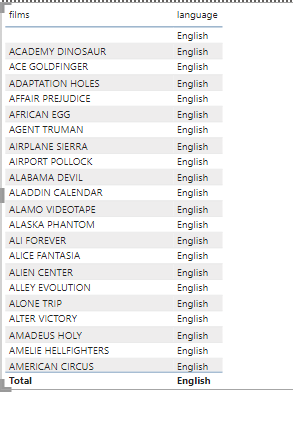 films language
English
ACADEMY DINOSAUR English
ACE GOLDFINGER English
ADAPTATION HOLES English
AFFAIR PREJUDICE English
AFRICAN EGG English
AGENT TRUMAN English
AIRPLANE SIERRA English
AIRPORT POLLOCK English
ALABAMA DEVIL English
ALADDIN CALENDAR English
ALAMO VIDEOTAPE English
ALASKA PHANTOM English
ALI FOREVER English
ALICE FANTASIA English
ALIEN CENTER English
ALLEY EVOLUTION English
ALONE TRIP English
ALTER VICTORY English
AMADEUS HOLY English
AMELIE HELLFIGHTERS English
AMERICAN CIRCUS English
Total English